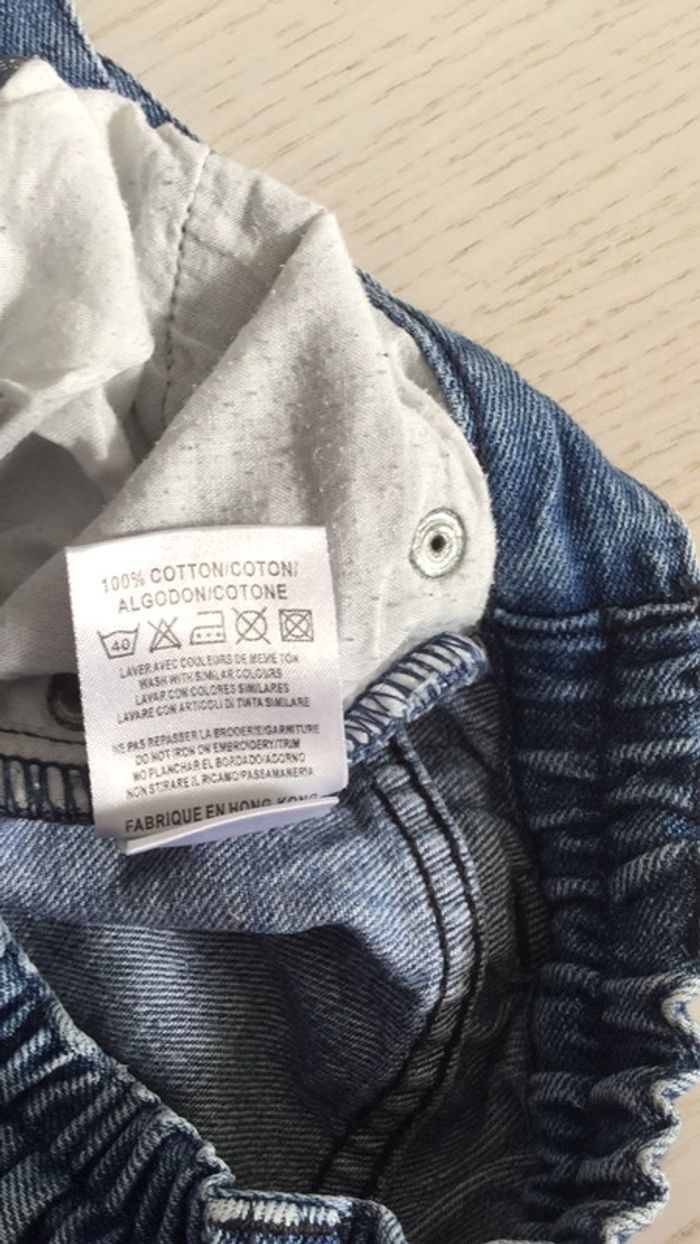 100% COTTON/COTON/
ALGODON/COTONE
40
LAVER AVEC COULEURS DE MEME TON
WASH WITH SIMILAR COLOURS
LAVAR CON COLORES SIMILARES
LAVARE CON ARTICOLI DI TINTA SIMILARE
NE PAS REPASSER LA BRODERIE/GARNITURE
DO NOT IRON ON EMBROIDERY/TRIM
NO PLANCHAR EL BORDADO/ADORNO
NON STIRARE IL RICAMO/PASSAMANERIA
FABRIQUE EN HONG-KONG